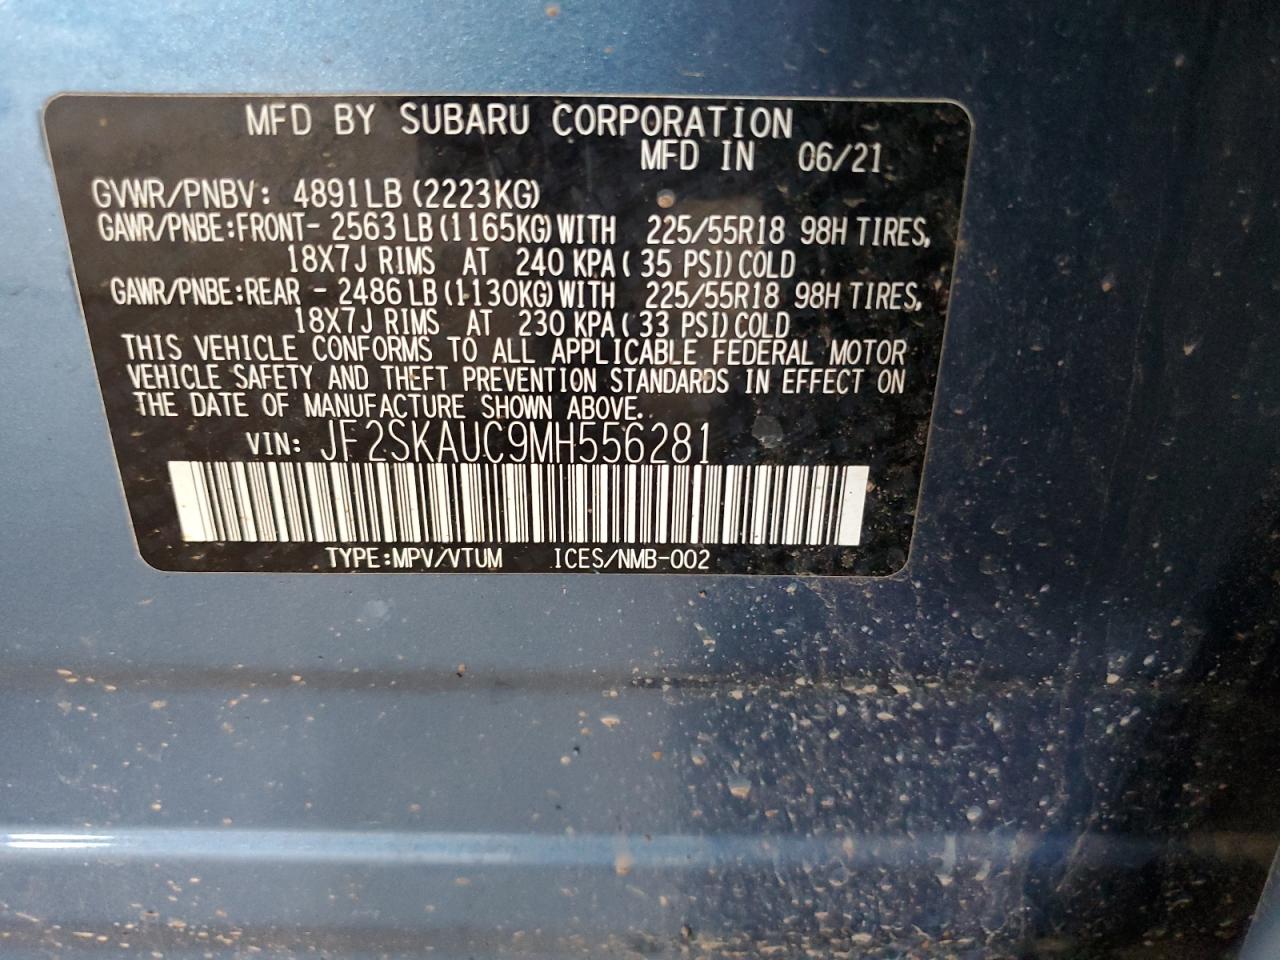 MFD BY SUBARU CORPORATION
MFD IN 06/21
GVWR/PNBV: 4891LB (2223KG)
GAWR/PNBE:FRONT- 2563 LB (1165KG) WITH 225/55R18 98H TIRES,
18X7J RIMS AT 240 KPA ( 35 PSI) COLD
GAWR/PNBE:REAR - 2486 LB (1130KG) WITH 225/55R18 98H TIRES,
18X7J RIMS AT 230 KPA ( 33 PSI) COLD
THIS VEHICLE CONFORMS TO ALL APPLICABLE FEDERAL MOTOR
VEHICLE SAFETY AND THEFT PREVENTION STANDARDS IN EFFECT ON
THE DATE OF MANUFACTURE SHOWN ABOVE.
VIN: JF2SKAUC9MH556281
TYPE:MPV/VTUM ICES/NMB-002